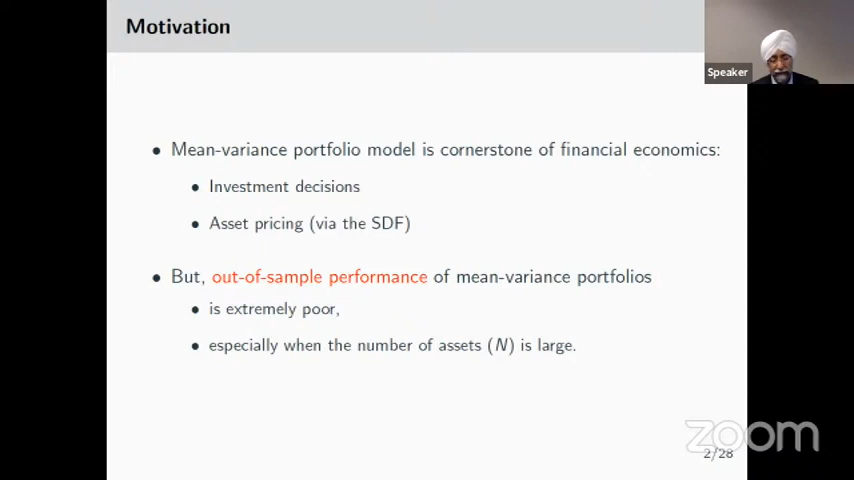 Motivation
Speaker
• Mean-variance portfolio model is cornerstone of financial economics:
• Investment decisions
• Asset pricing (via the SDF)
• But, out-of-sample performance of mean-variance portfolios
• is extremely poor,
• especially when the number of assets (N) is large.
zoom
2/28